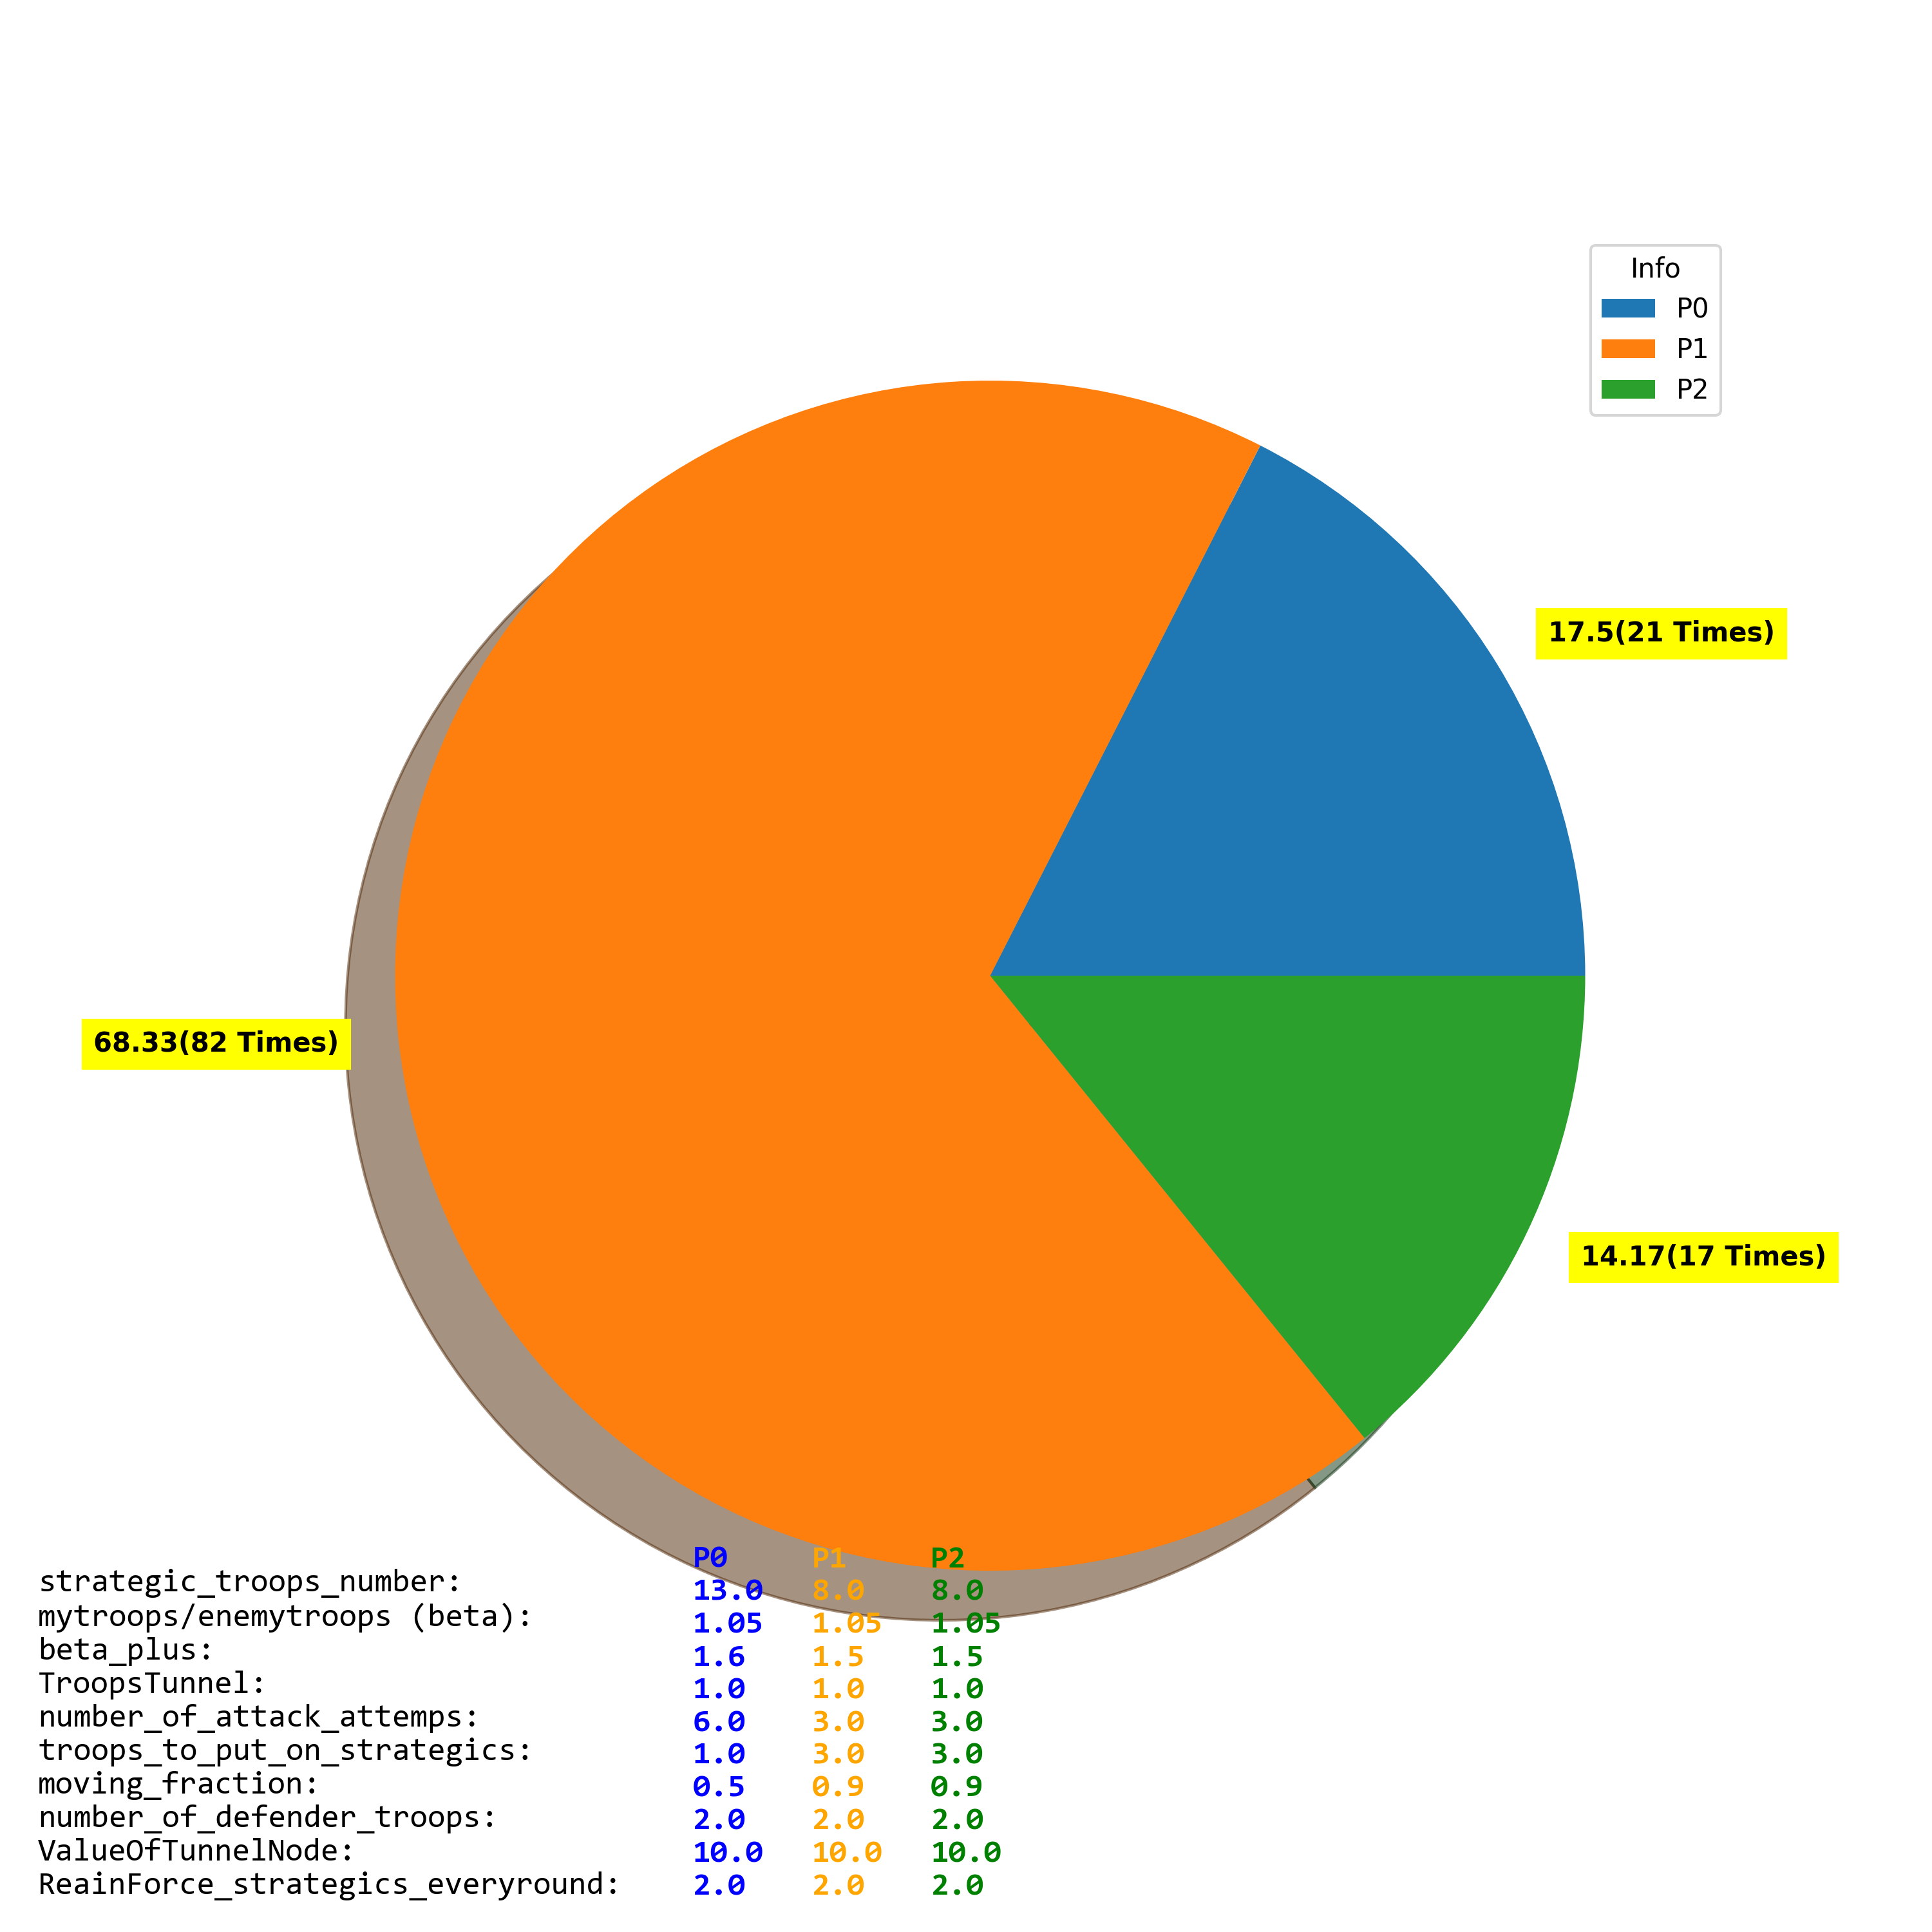 Info
P0
P1
P2
17.5(21 Times)
68.33(82 Times)
14.17(17 Times)
P0 P1 P2
strategic_troops_number: 13.0 8.0 8.0
mytroops/enemytroops (beta): 1.05 1.05 1.05
beta_plus: 1.6 1.5 1.5
TroopsTunnel: 1.0 1.0 1.0
number_of_attack_attemps: 6.0 3.0 3.0
troops_to_put_on_strategics: 1.0 3.0 3.0
moving_fraction: 0.5 0.9 0.9
number_of_defender_troops: 2.0 2.0 2.0
ValueOfTunnelNode: 10.0 10.0 10.0
ReainForce_strategics_everyround: 2.0 2.0 2.0